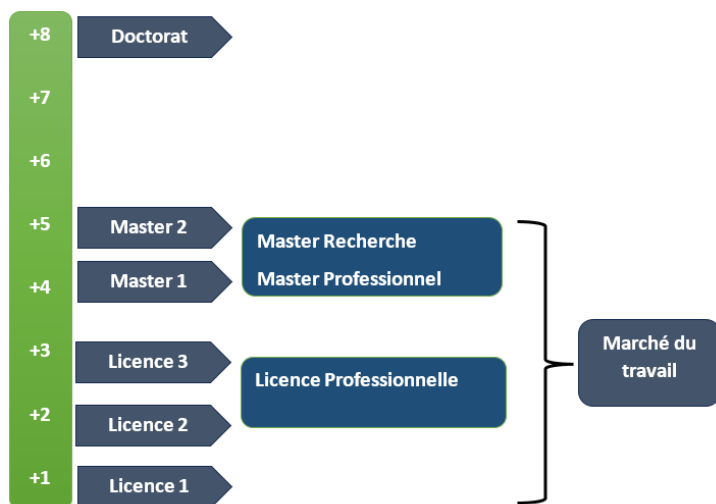 +8
Doctorat
+7
+6
+5
Master 2
Master Recherche
Master Professionnel
+4
Master 1
+3
Licence 3
Licence Professionnelle
Marché du
travail
+2
Licence 2
+1
Licence 1